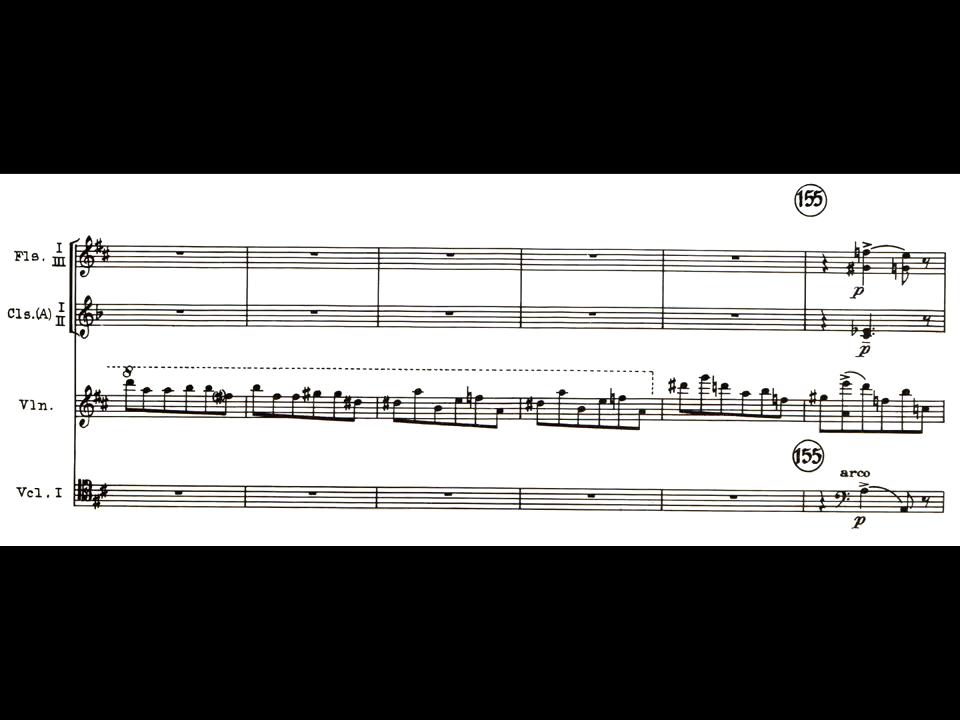 155
Fls. I
III
Cls.(A) I
II
8
Vln.
155
arco
Vcl. I
p
p
p